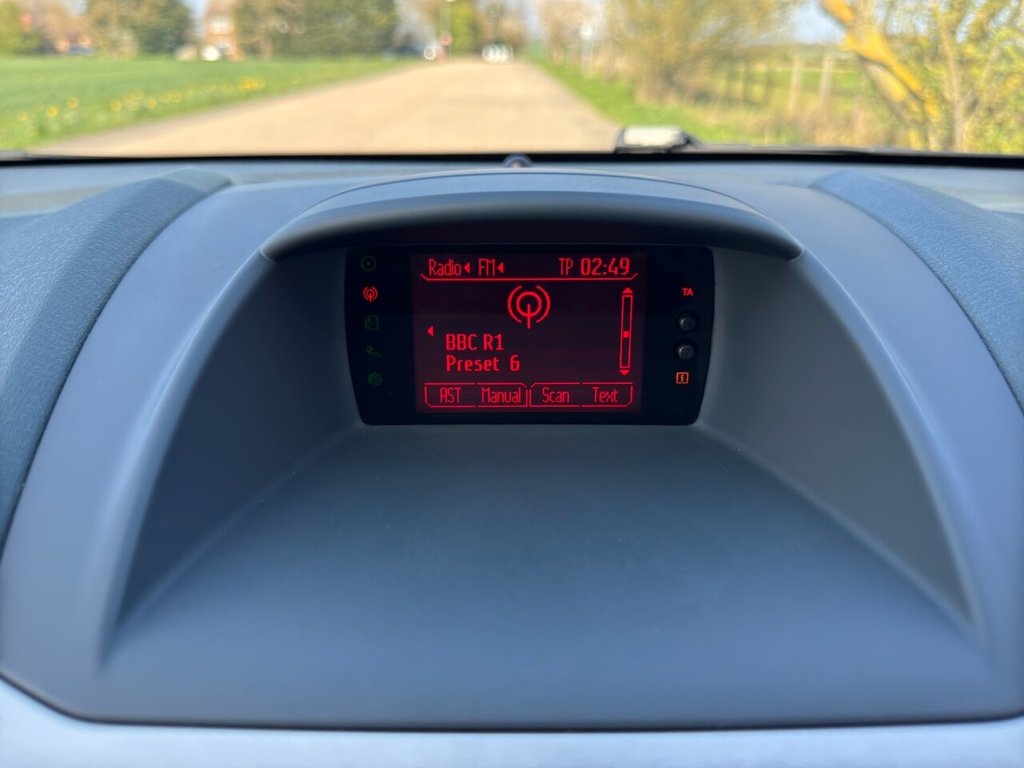 Radio FM TP 02:49
TA
BBC R1
Preset 6
AST Manual Scan Text